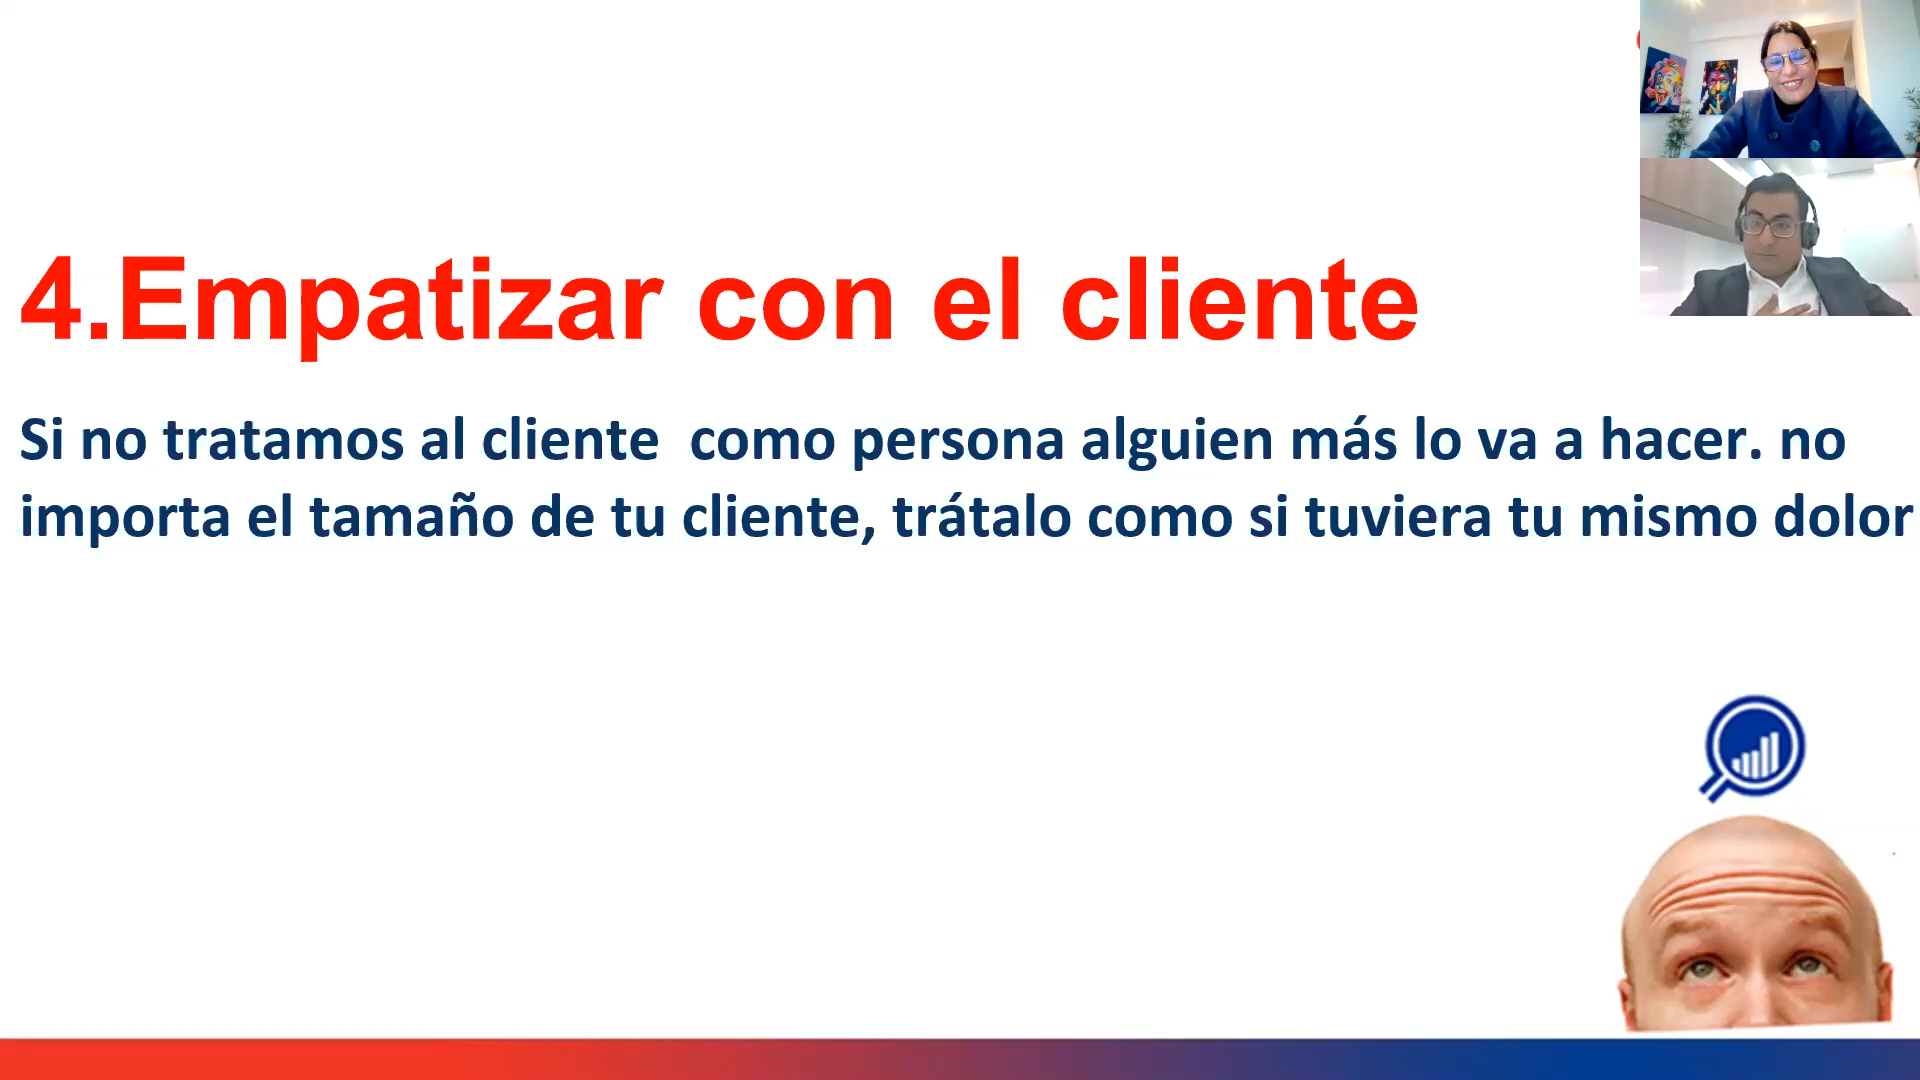 4.Empatizar con el cliente
Si no tratamos al cliente  como persona alguien más lo va a hacer. no
importa el tamaño de tu cliente, trátalo como si tuviera tu mismo dolor